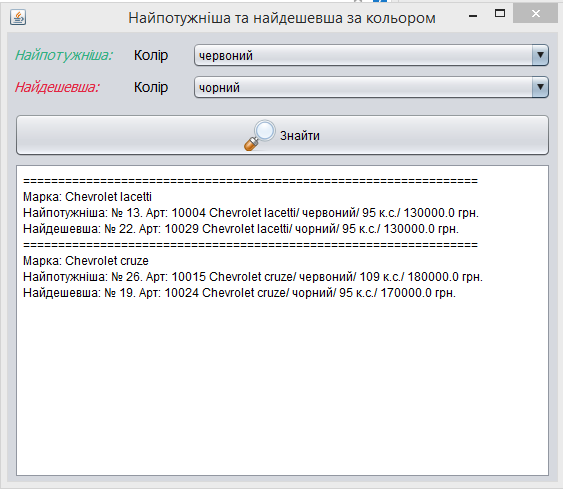 Найпотужніша та найдешевша за кольором
Найпотужніша: Колір червоний
Найдешевша: Колір чорний
Знайти
=================================================================
Марка: Chevrolet lacetti
Найпотужніша: № 13. Арт: 10004 Chevrolet lacetti/ червоний/ 95 к.с./ 130000.0 грн.
Найдешевша: № 22. Арт: 10029 Chevrolet lacetti/ чорний/ 95 к.с./ 130000.0 грн.
=================================================================
Марка: Chevrolet cruze
Найпотужніша: № 26. Арт: 10015 Chevrolet cruze/ червоний/ 109 к.с./ 180000.0 грн.
Найдешевша: № 19. Арт: 10024 Chevrolet cruze/ чорний/ 95 к.с./ 170000.0 грн.